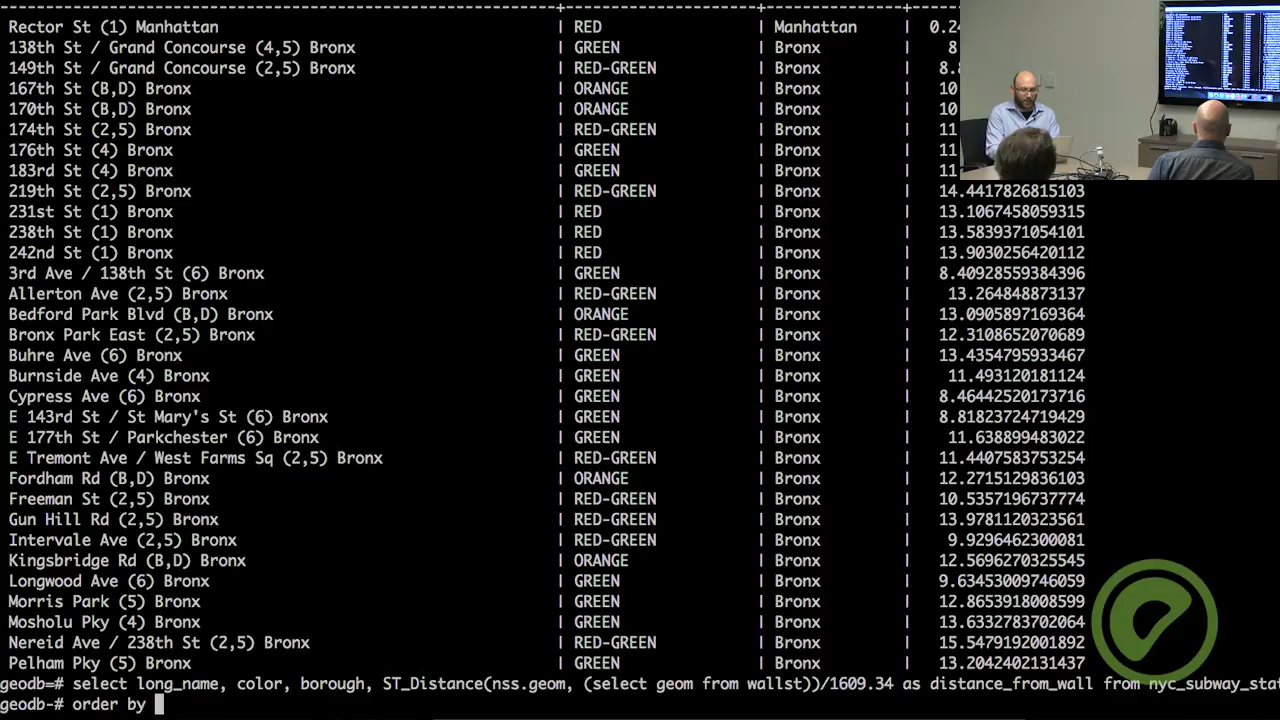 Rector St (1) Manhattan | RED | Manhattan | 0.24
138th St / Grand Concourse (4,5) Bronx | GREEN | Bronx | 8
149th St / Grand Concourse (2,5) Bronx | RED-GREEN | Bronx | 8.8
167th St (B,D) Bronx | ORANGE | Bronx | 10
170th St (B,D) Bronx | ORANGE | Bronx | 10
174th St (2,5) Bronx | RED-GREEN | Bronx | 11
176th St (4) Bronx | GREEN | Bronx | 11
183rd St (4) Bronx | GREEN | Bronx | 11
219th St (2,5) Bronx | RED-GREEN | Bronx | 14.4417826815103
231st St (1) Bronx | RED | Bronx | 13.1067458059315
238th St (1) Bronx | RED | Bronx | 13.5839371054101
242nd St (1) Bronx | RED | Bronx | 13.9030256420112
3rd Ave / 138th St (6) Bronx | GREEN | Bronx | 8.40928559384396
Allerton Ave (2,5) Bronx | RED-GREEN | Bronx | 13.264848873137
Bedford Park Blvd (B,D) Bronx | ORANGE | Bronx | 13.0905897169364
Bronx Park East (2,5) Bronx | RED-GREEN | Bronx | 12.3108652070689
Buhre Ave (6) Bronx | GREEN | Bronx | 13.4354795933467
Burnside Ave (4) Bronx | GREEN | Bronx | 11.493120181124
Cypress Ave (6) Bronx | GREEN | Bronx | 8.46442520173716
E 143rd St / St Mary's St (6) Bronx | GREEN | Bronx | 8.81823724719429
E 177th St / Parkchester (6) Bronx | GREEN | Bronx | 11.638899483022
E Tremont Ave / West Farms Sq (2,5) Bronx | RED-GREEN | Bronx | 11.4407583753254
Fordham Rd (B,D) Bronx | ORANGE | Bronx | 12.2715129836103
Freeman St (2,5) Bronx | RED-GREEN | Bronx | 10.5357196737774
Gun Hill Rd (2,5) Bronx | RED-GREEN | Bronx | 13.9781120323561
Intervale Ave (2,5) Bronx | RED-GREEN | Bronx | 9.9296462300081
Kingsbridge Rd (B,D) Bronx | ORANGE | Bronx | 12.5696270325545
Longwood Ave (6) Bronx | GREEN | Bronx | 9.63453009746059
Morris Park (5) Bronx | GREEN | Bronx | 12.8653918008599
Mosholu Pky (4) Bronx | GREEN | Bronx | 13.6332783702064
Nereid Ave / 238th St (2,5) Bronx | RED-GREEN | Bronx | 15.5479192001892
Pelham Pky (5) Bronx | GREEN | Bronx | 13.2042402131437
geodb=# select long_name, color, borough, ST_Distance(nss.geom, (select geom from wallst))/1609.34 as distance_from_wall from nyc_subway_stat
geodb-# order by